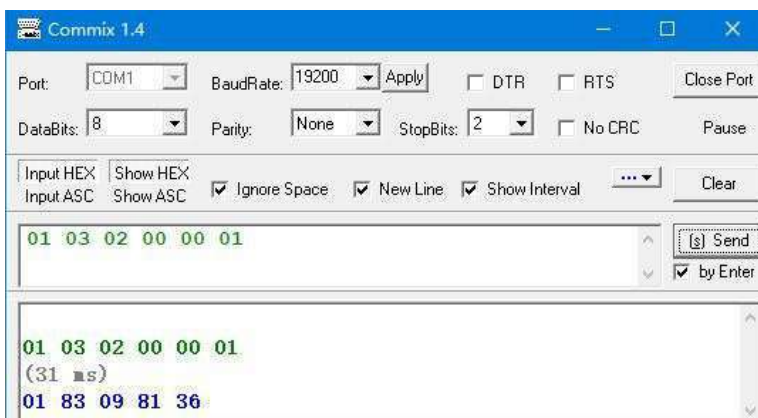 Commix 1.4
Port: COM1 BaudRate: 19200 Apply DTR RTS Close Port
DataBits: 8 Parity: None StopBits: 2 No CRC Pause
Input HEX Show HEX
Input ASC Show ASC Ignore Space New Line Show Interval ... Clear
01 03 02 00 00 01 (s) Send
by Enter
01 03 02 00 00 01
(31 ms)
01 83 09 81 36